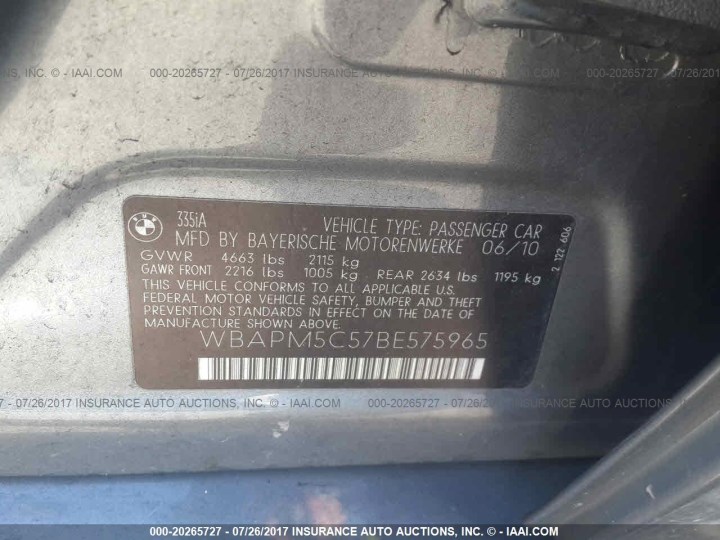 INC. © - IAAI.COM 000-20265727 - 07/26/2017 INSURANCE AUTO AUCTIONS, INC. © - IAAI.COM 000-20265727 - 07/26/2017 INSURANCE
BMW 335iA VEHICLE TYPE: PASSENGER CAR
MFD BY BAYERISCHE MOTORENWERKE 06/10
GVWR 4663 lbs 2115 kg
GAWR FRONT 2216 lbs 1005 kg - REAR 2634 lbs 1195 kg
THIS VEHICLE CONFORMS TO ALL APPLICABLE U.S.
FEDERAL MOTOR VEHICLE SAFETY, BUMPER AND THEFT
PREVENTION STANDARDS IN EFFECT ON THE DATE OF
MANUFACTURE SHOWN ABOVE.
WBAPM5C57BE575965
2 122 606
- 07/26/2017 INSURANCE AUTO AUCTIONS, INC. © - IAAI.COM 000-20265727 - 07/26/2017 INSURANCE AUTO AUCTIONS, INC. © - IAAI.COM
000-20265727 - 07/26/2017 INSURANCE AUTO AUCTIONS, INC. © - IAAI.COM